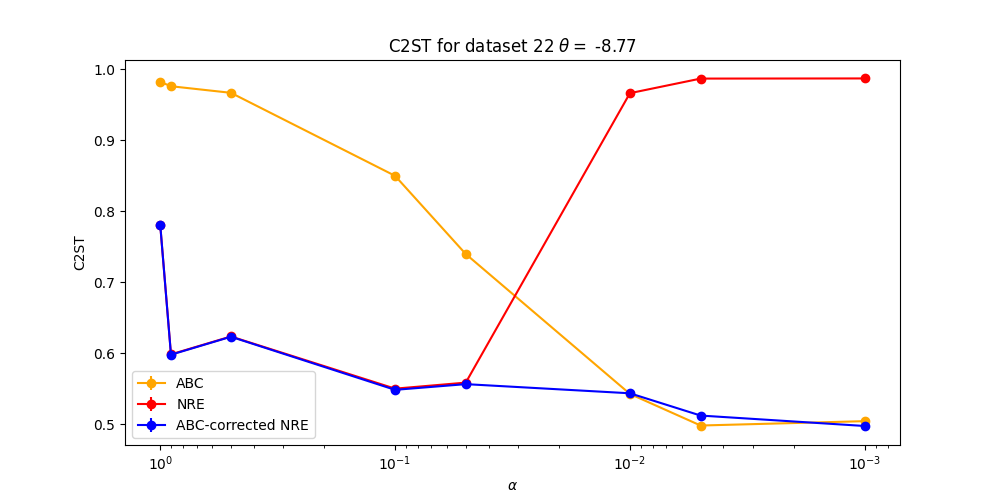 C2ST for dataset 22 θ = -8.77
C2ST
1.0
0.9
0.8
0.7
0.6
0.5
ABC
NRE
ABC-corrected NRE
10⁰
10⁻¹
10⁻²
10⁻³
α